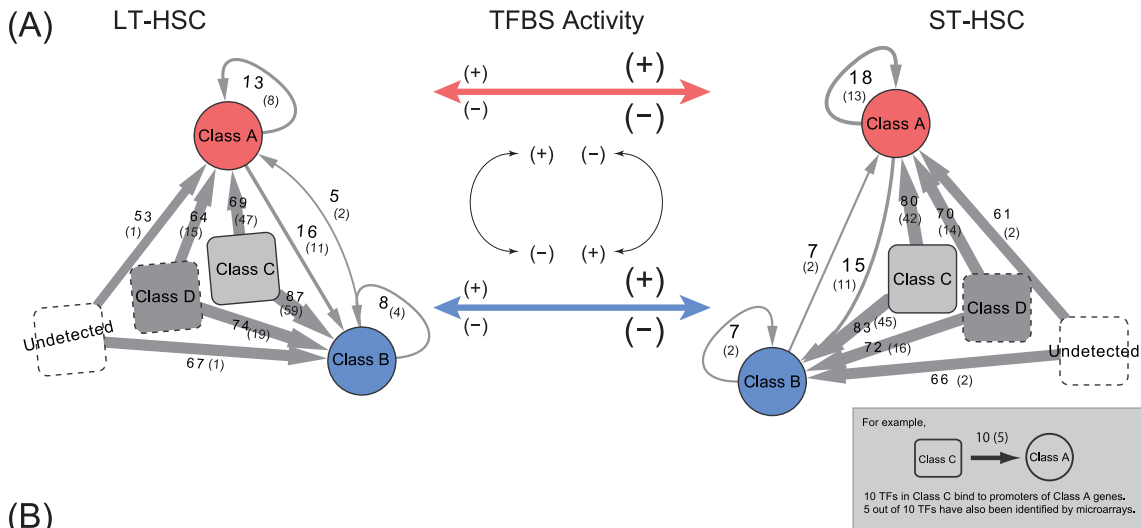 (A)
LT-HSC
TFBS Activity
ST-HSC
13
(8)
Class A
53
(1)
64
(15)
69
(47)
16
(11)
5
(2)
Class C
Class D
Undetected
87
(59)
74
(19)
67 (1)
8
(4)
Class B
(+)
(+)
(−)
(−)
(+)
(−)
(−)
(+)
(+)
(+)
(−)
(−)
18
(13)
Class A
80
(42)
70
(14)
61
(2)
7
(2)
15
(11)
Class C
Class D
Undetected
83 (45)
72 (16)
66 (2)
7
(2)
Class B
For example,
10 (5)
Class C
Class A
10 TFs in Class C bind to promoters of Class A genes.
5 out of 10 TFs have also been identified by microarrays.
(B)